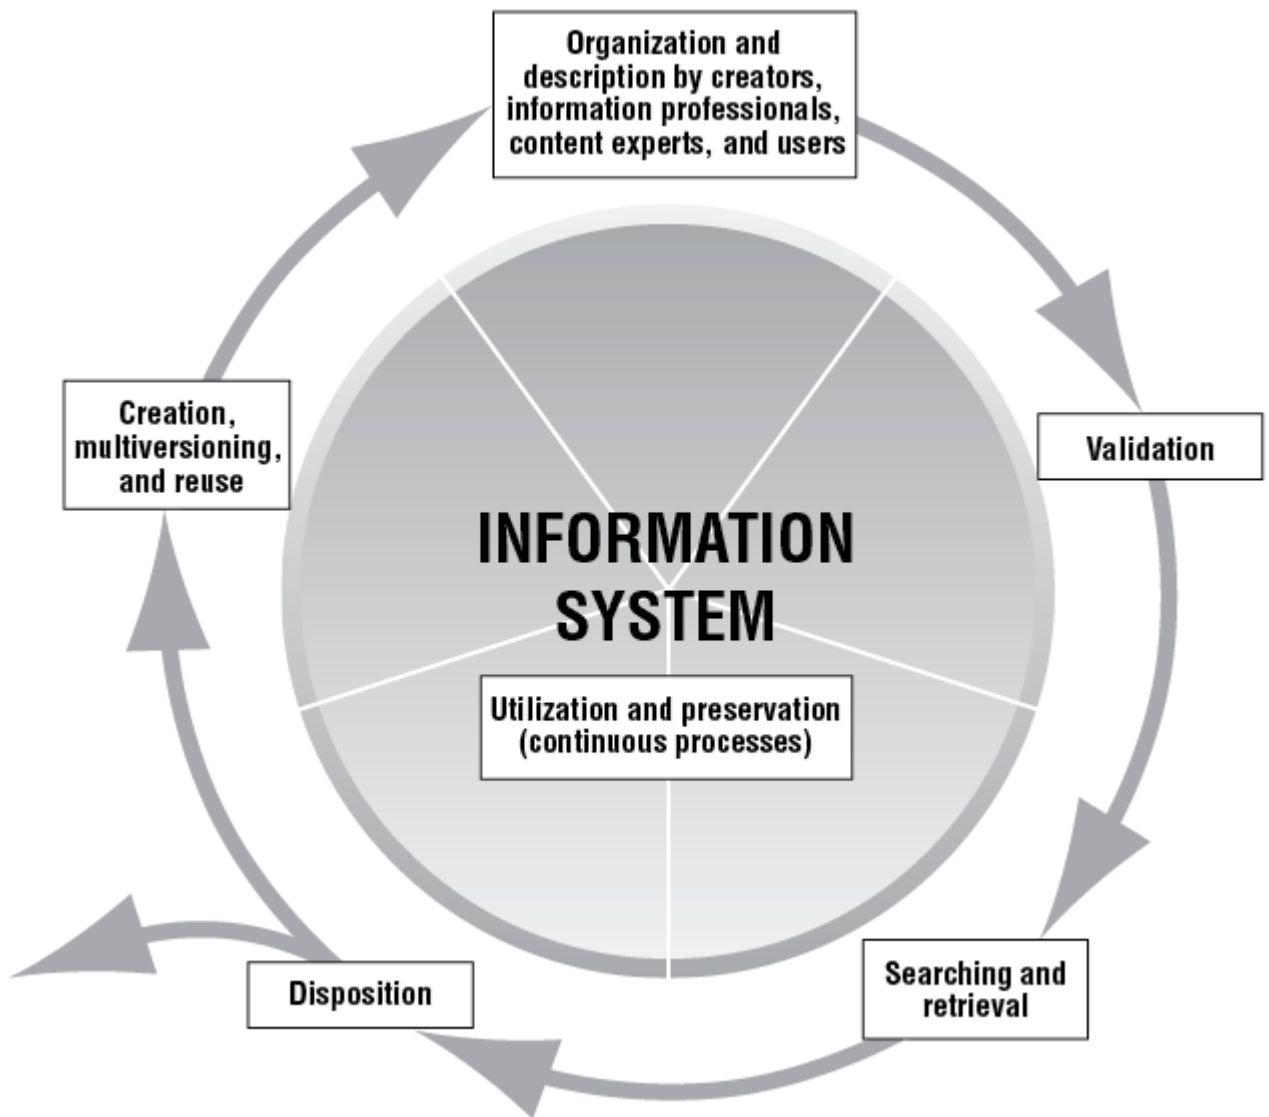 Organization and
description by creators,
information professionals,
content experts, and users
Creation,
multiversioning,
and reuse
Validation
INFORMATION
SYSTEM
Utilization and preservation
(continuous processes)
Searching and
retrieval
Disposition